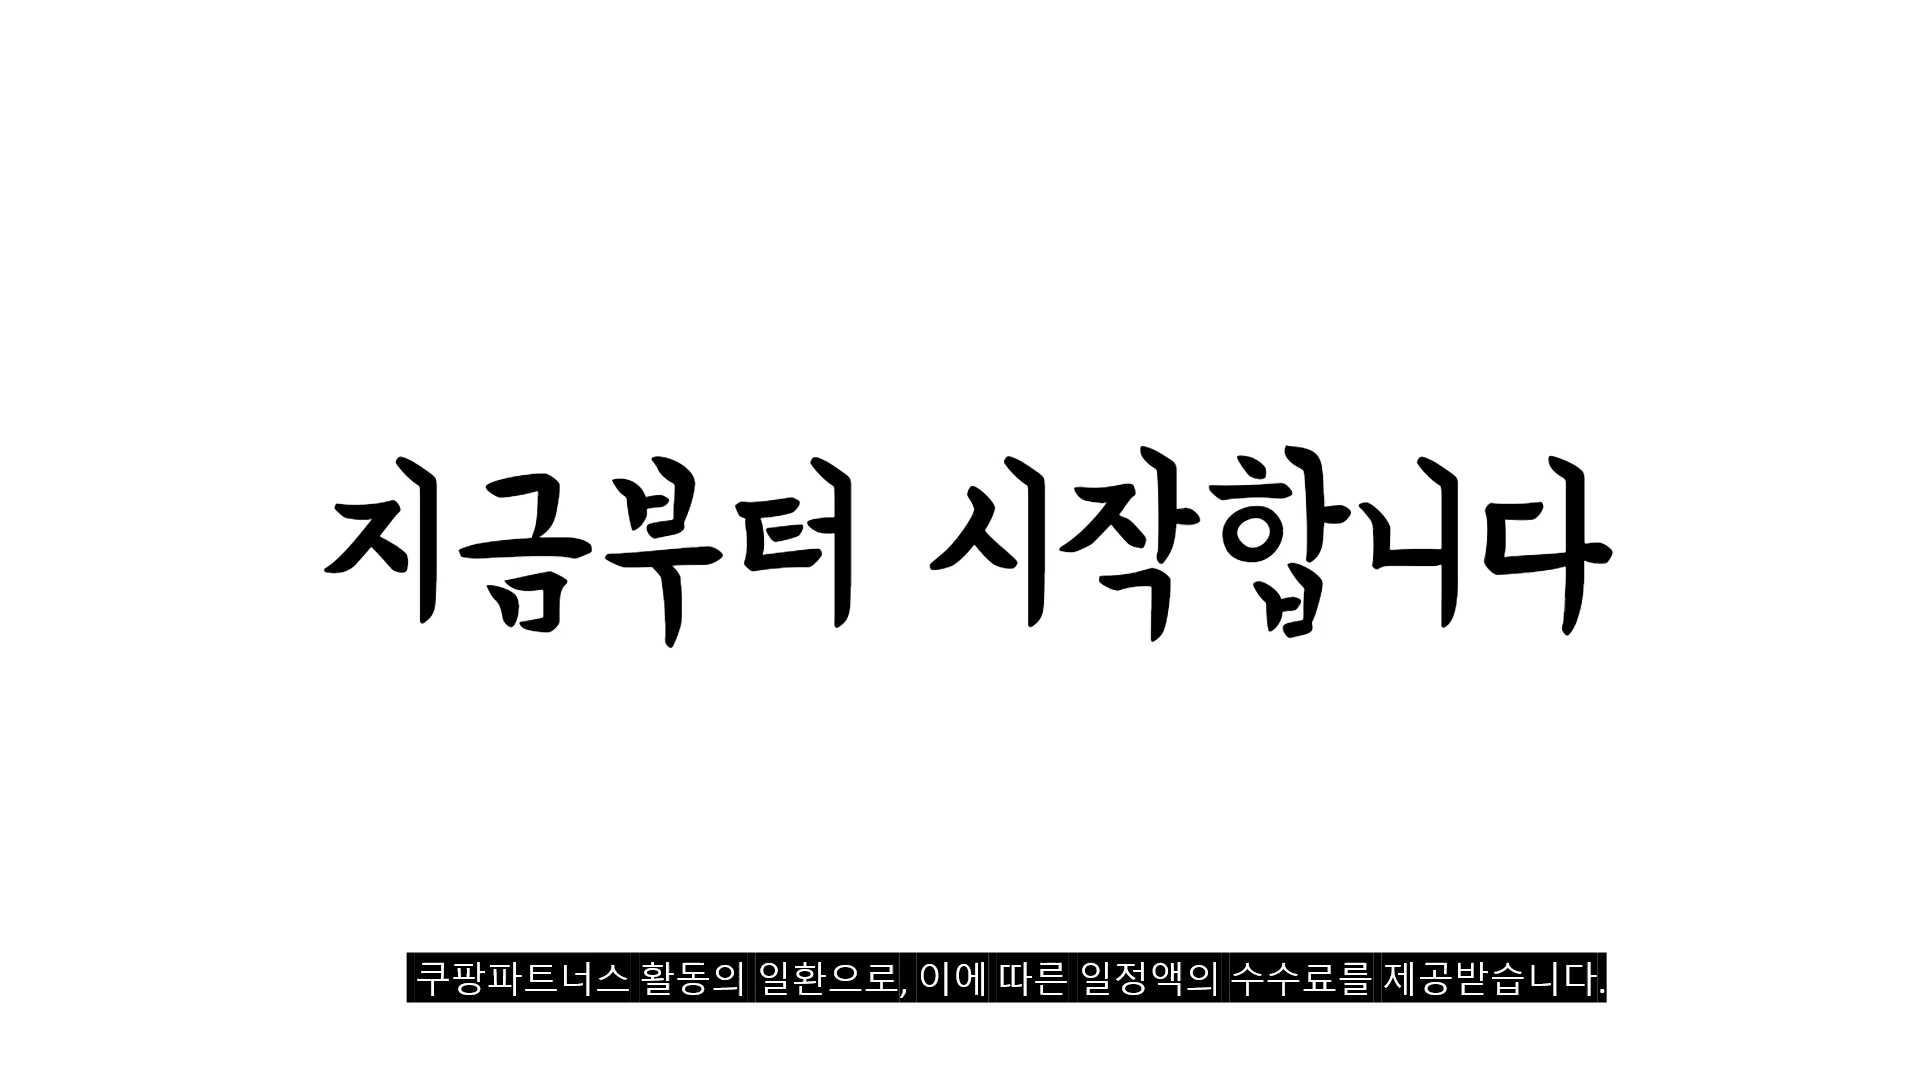 지금부터 시작합니다
쿠팡파트너스 활동의 일환으로, 이에 따른 일정액의 수수료를 제공받습니다.